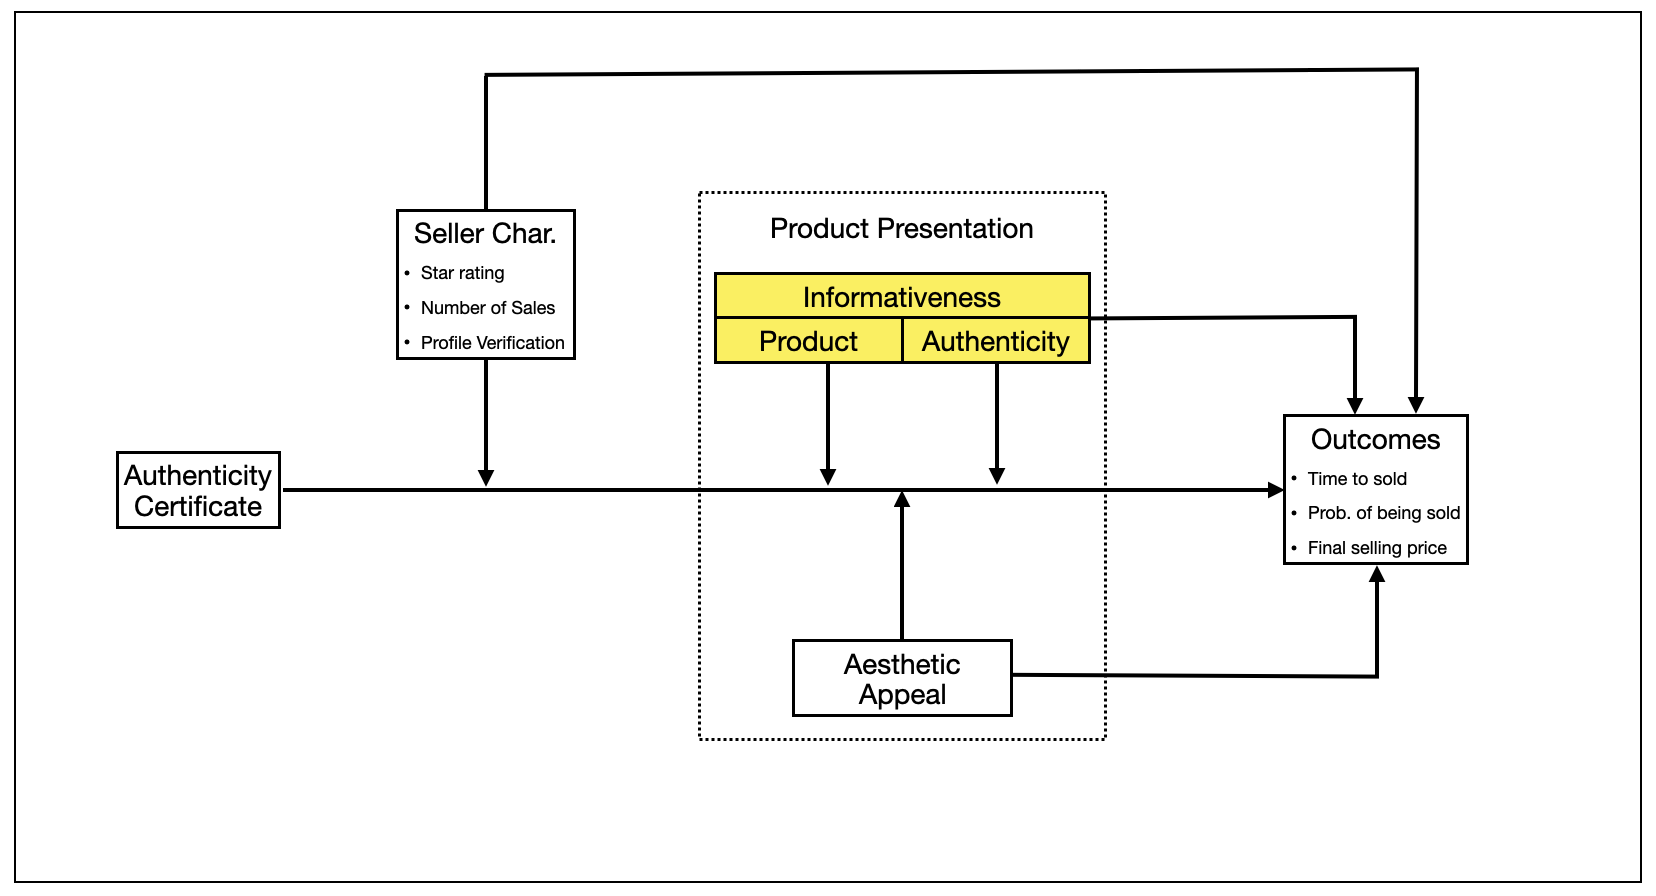 Product Presentation
Seller Char.
• Star rating
• Number of Sales
• Profile Verification
Informativeness
Product
Authenticity
Authenticity
Certificate
Outcomes
• Time to sold
• Prob. of being sold
• Final selling price
Aesthetic
Appeal